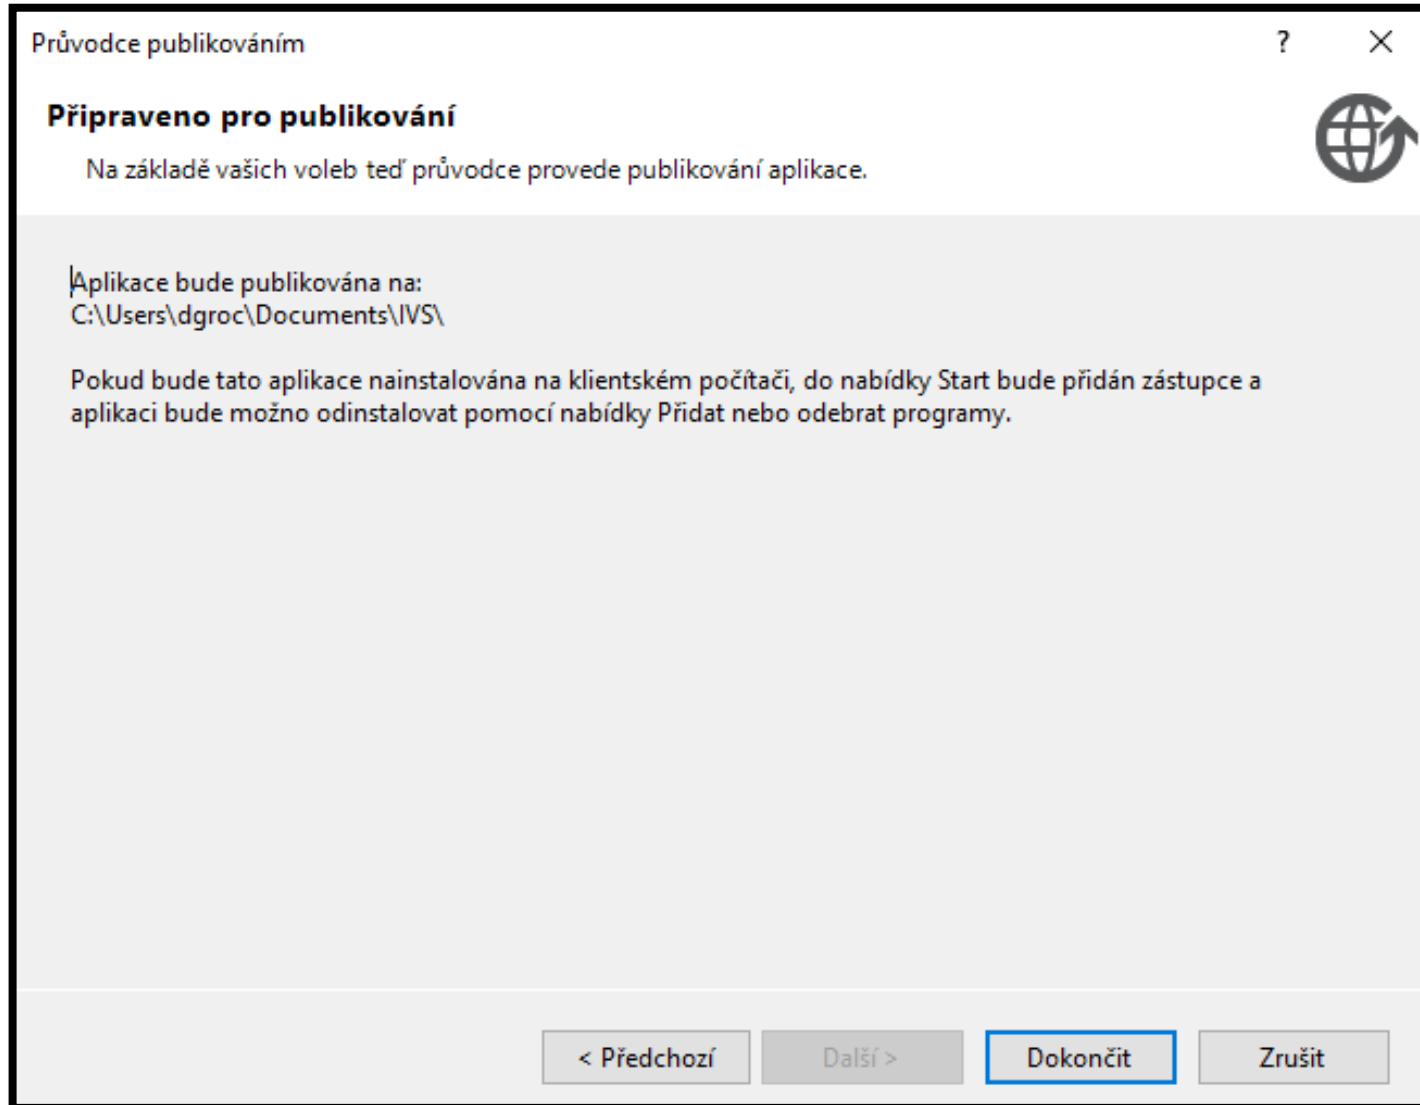 Průvodce publikováním
?
Připraveno pro publikování
Na základě vašich voleb teď průvodce provede publikování aplikace.
Aplikace bude publikována na:
C:\Users\dgroc\Documents\IVS\
Pokud bude tato aplikace nainstalována na klientském počítači, do nabídky Start bude přidán zástupce a
aplikaci bude možno odinstalovat pomocí nabídky Přidat nebo odebrat programy.
< Předchozí
Další >
Dokončit
Zrušit